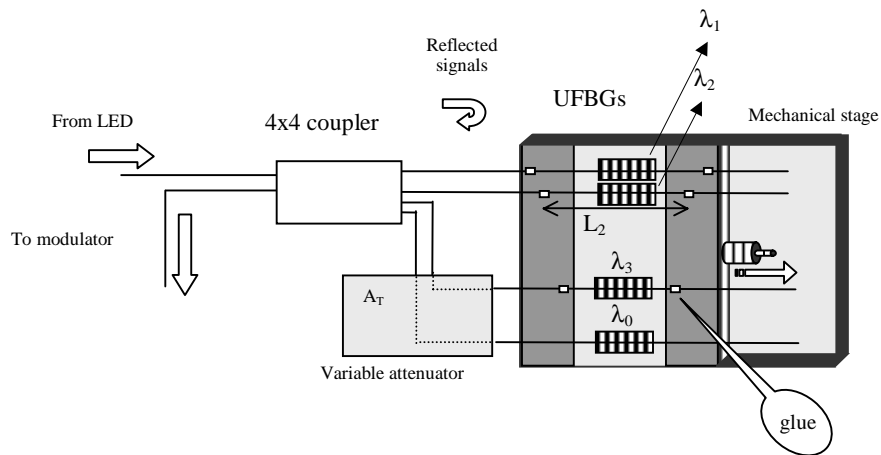 λ1
Reflected
signals
λ2
UFBGs
From LED
4x4 coupler
Mechanical stage
To modulator
L2
λ3
AT
λ0
Variable attenuator
glue